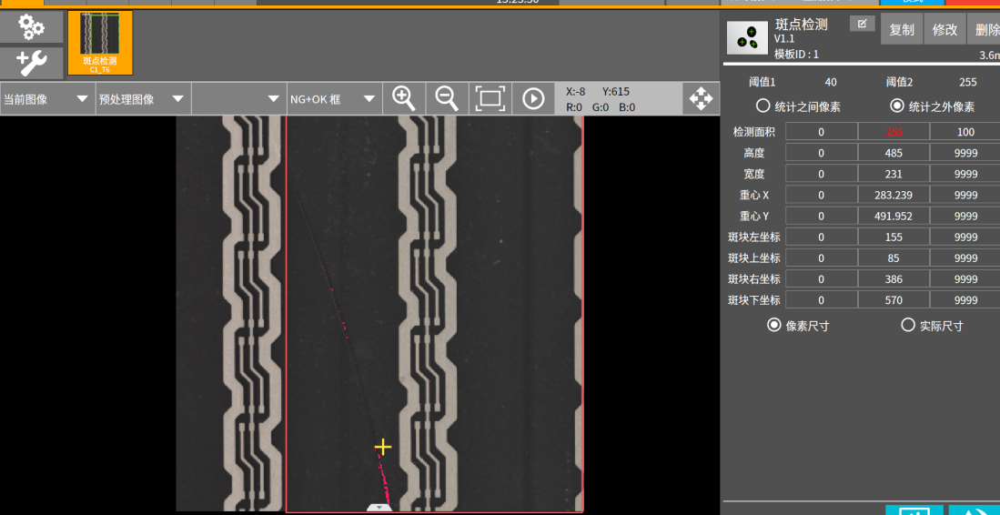 斑点检测
C1_T6
斑点检测
V1.1
模板ID : 1
复制
修改
删除
3.6m
当前图像
预处理图像
NG+OK 框
X:-8 Y:615
R:0 G:0 B:0
阈值1 40 阈值2 255
统计之间像素 统计之外像素
检测面积 0 255 100
高度 0 485 9999
宽度 0 231 9999
重心 X 0 283.239 9999
重心 Y 0 491.952 9999
斑块左坐标 0 155 9999
斑块上坐标 0 85 9999
斑块右坐标 0 386 9999
斑块下坐标 0 570 9999
像素尺寸 实际尺寸